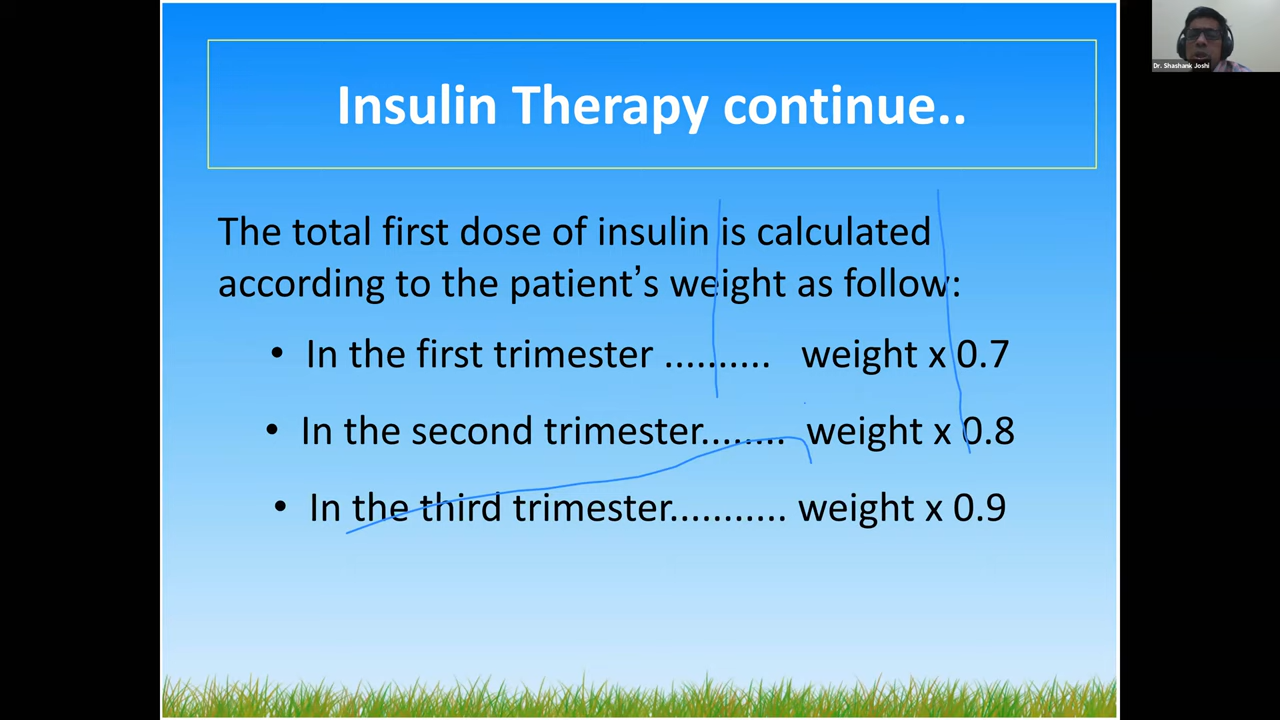 Insulin Therapy continue..
Dr. Shashank Joshi
The total first dose of insulin is calculated
according to the patient’s weight as follow:
• In the first trimester .......... weight x 0.7
• In the second trimester........ weight x 0.8
• In the third trimester........... weight x 0.9